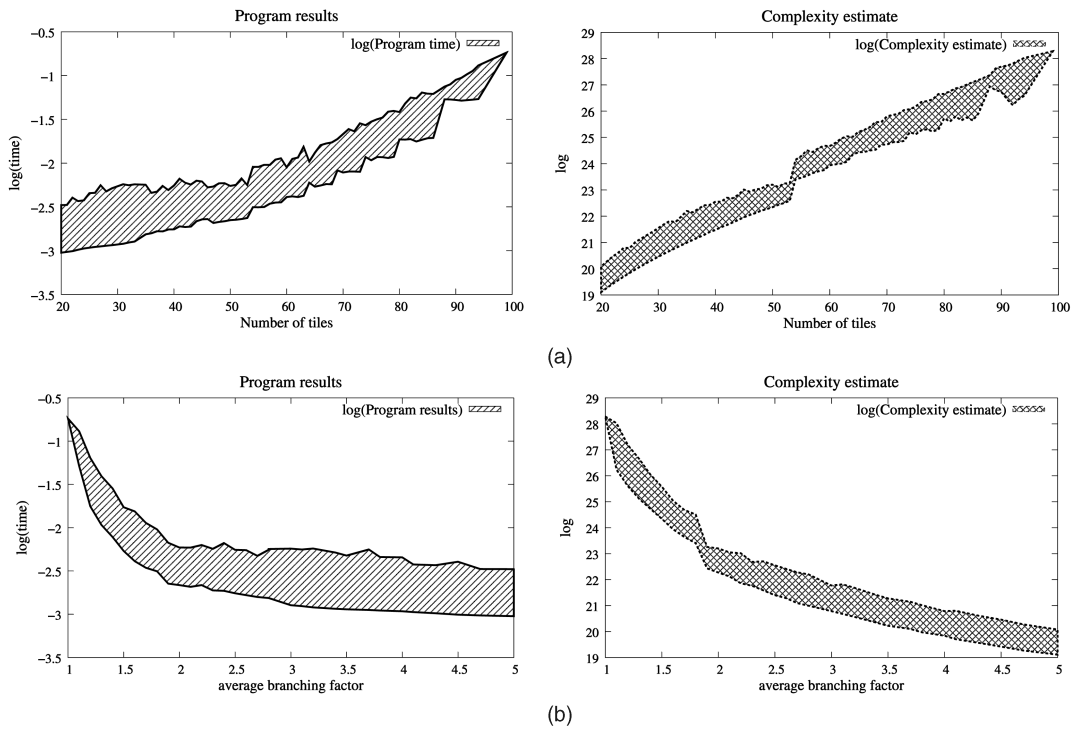 Program results
log(Program time)
−0.5
−1
−1.5
−2
−2.5
−3
−3.5
log(time)
20 30 40 50 60 70 80 90 100
Number of tiles
Complexity estimate
log(Complexity estimate)
29
28
27
26
25
24
23
22
21
20
19
log
20 30 40 50 60 70 80 90 100
Number of tiles
(a)
Program results
log(Program results)
−0.5
−1
−1.5
−2
−2.5
−3
−3.5
log(time)
1 1.5 2 2.5 3 3.5 4 4.5 5
average branching factor
Complexity estimate
log(Complexity estimate)
29
28
27
26
25
24
23
22
21
20
19
log
1 1.5 2 2.5 3 3.5 4 4.5 5
average branching factor
(b)